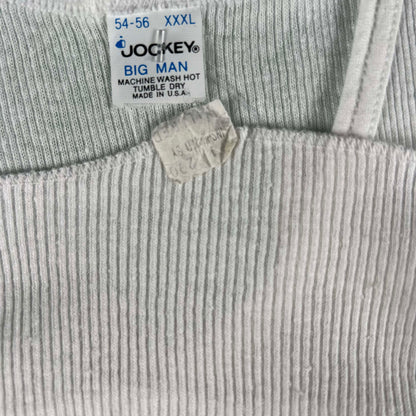 54-56 XXXL
JOCKEY®
BIG MAN
MACHINE WASH HOT
TUMBLE DRY
MADE IN U.S.A.